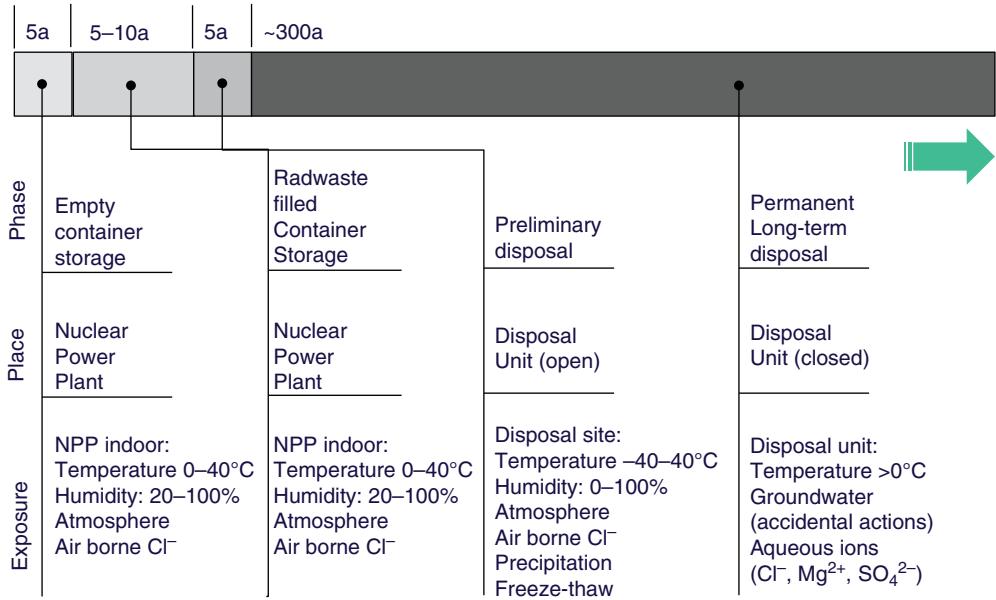 5a
5–10a
5a
~300a
Phase
Empty
container
storage
Radwaste
filled
Container
Storage
Preliminary
disposal
Permanent
Long-term
disposal
Place
Nuclear
Power
Plant
Nuclear
Power
Plant
Disposal
Unit (open)
Disposal
Unit (closed)
Exposure
NPP indoor:
Temperature 0–40°C
Humidity: 20–100%
Atmosphere
Air borne Cl⁻
NPP indoor:
Temperature 0–40°C
Humidity: 20–100%
Atmosphere
Air borne Cl⁻
Disposal site:
Temperature –40–40°C
Humidity: 0–100%
Atmosphere
Air borne Cl⁻
Precipitation
Freeze-thaw
Disposal unit:
Temperature >0°C
Groundwater
(accidental actions)
Aqueous ions
(Cl⁻, Mg²⁺, SO₄²⁻)